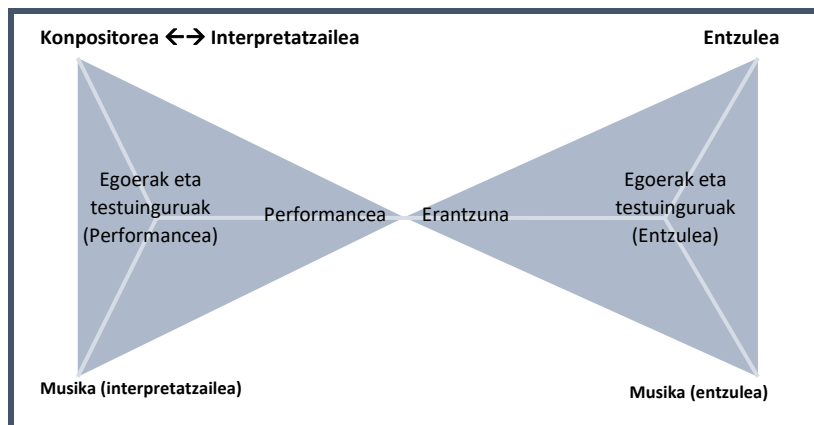 Konpositorea ←→ Interpretatzailea
Entzulea
Egoerak eta
testuinguruak
(Performancea)
Performancea
Erantzuna
Egoerak eta
testuinguruak
(Entzulea)
Musika (interpretatzailea)
Musika (entzulea)